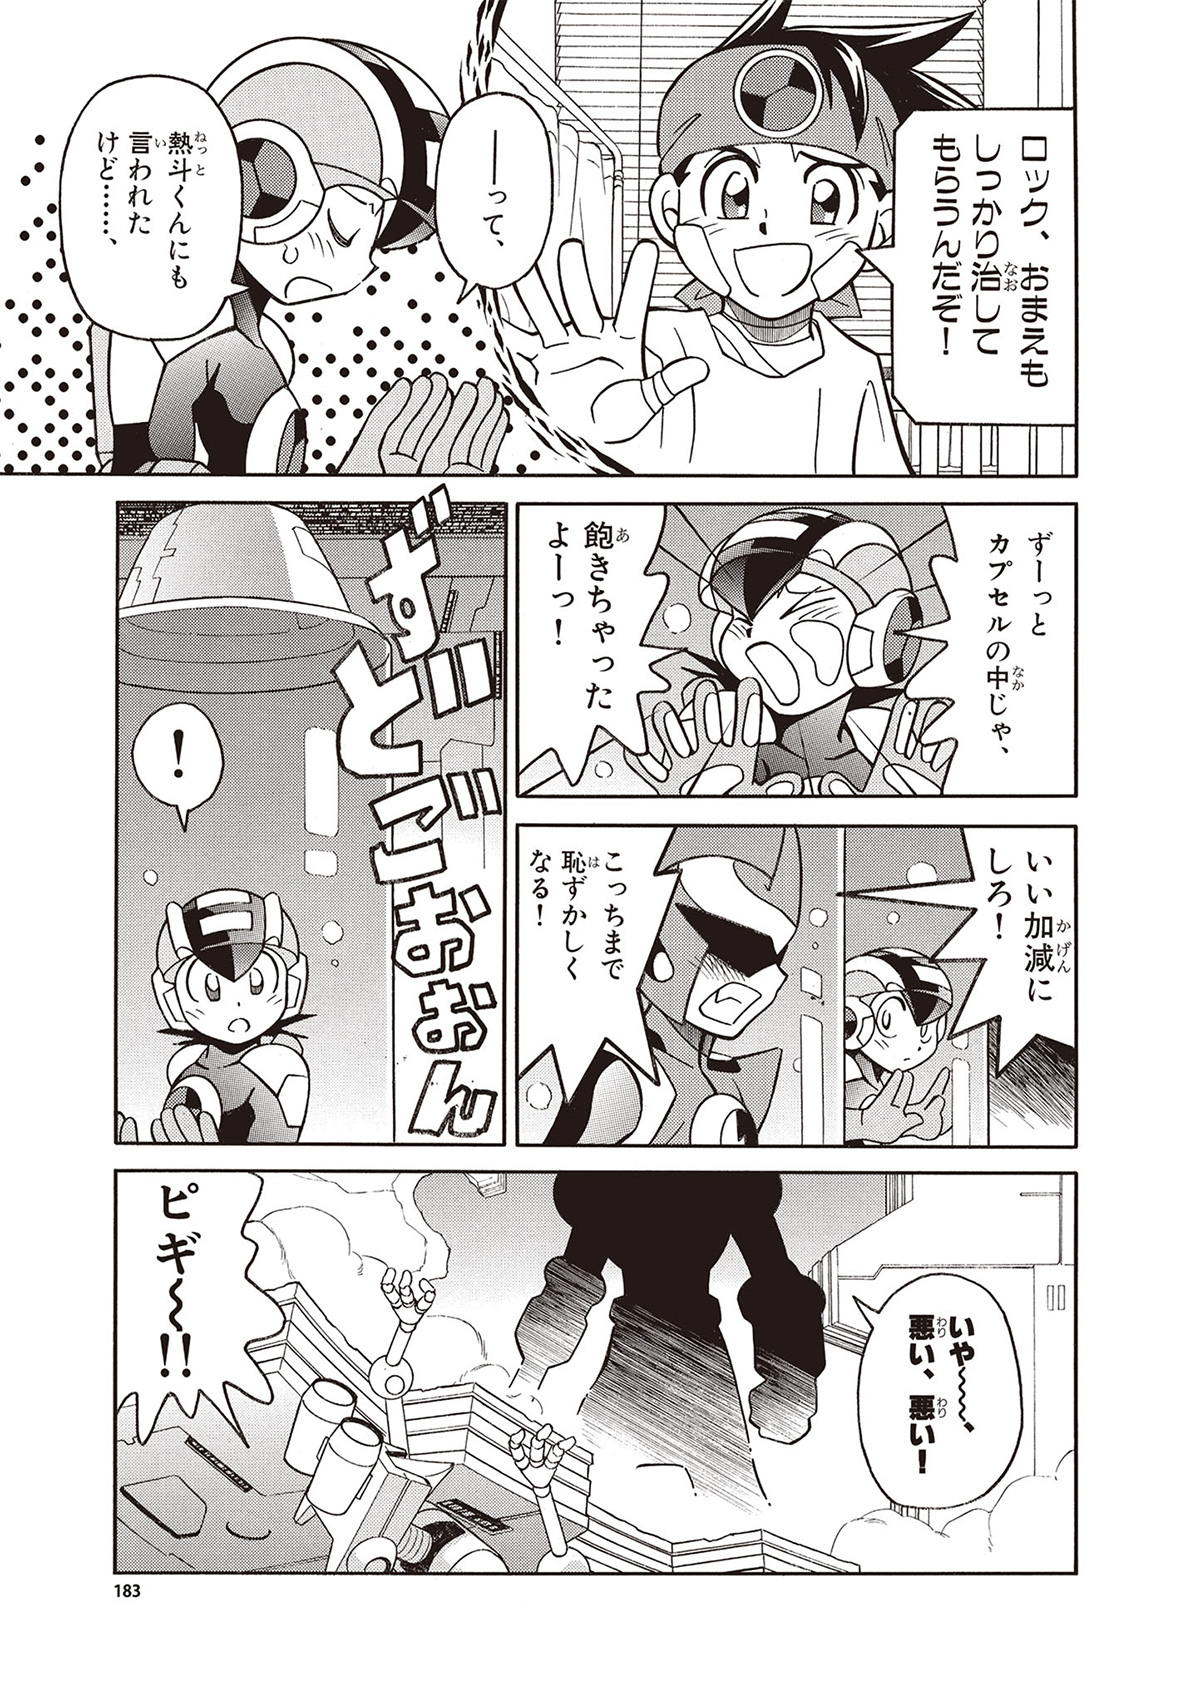 ロック、おまえも
しっかり治して
もらうんだぞ！
ーって、
熱斗くんにも
言われた
けど……、
ずーっと
カプセルの中じゃ、
飽きちゃった
よーっ！
いい加減に
しろ！
こっちまで
恥ずかしく
なる！
ずどごおおおん
！
いや〜〜、
悪い、悪い！
ピギ〜〜!!
183